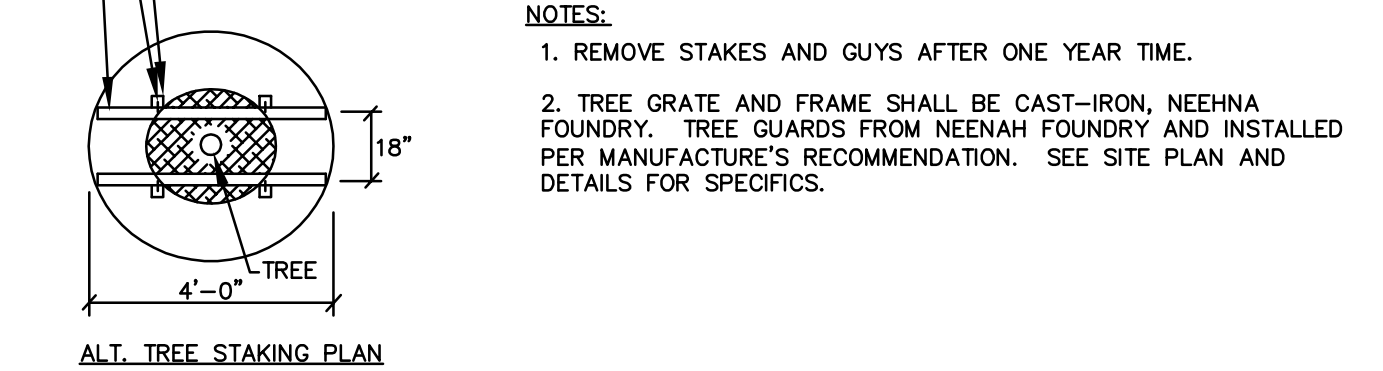 NOTES:
1. REMOVE STAKES AND GUYS AFTER ONE YEAR TIME.
2. TREE GRATE AND FRAME SHALL BE CAST-IRON, NEEHNA
FOUNDRY. TREE GUARDS FROM NEENAH FOUNDRY AND INSTALLED
PER MANUFACTURE'S RECOMMENDATION. SEE SITE PLAN AND
DETAILS FOR SPECIFICS.
18"
TREE
4'-0"
ALT. TREE STAKING PLAN